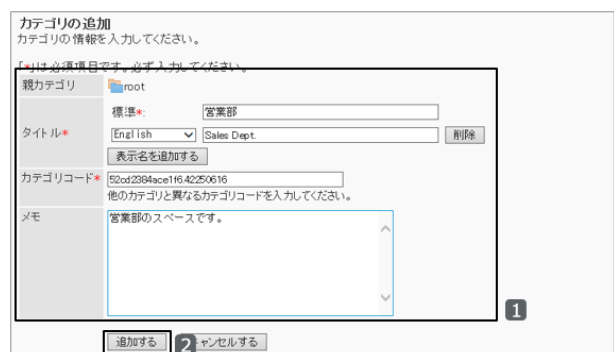 カテゴリの追加
カテゴリの情報を入力してください。
「*」は必須項目です。必ず入力してください。
親カテゴリ root
タイトル* 標準*: 営業部
English Sales Dept. 削除
表示名を追加する
カテゴリコード* 52cd2384ace1f6.42250616
他のカテゴリと異なるカテゴリコードを入力してください。
メモ 営業部のスペースです。
1
追加する 2 キャンセルする